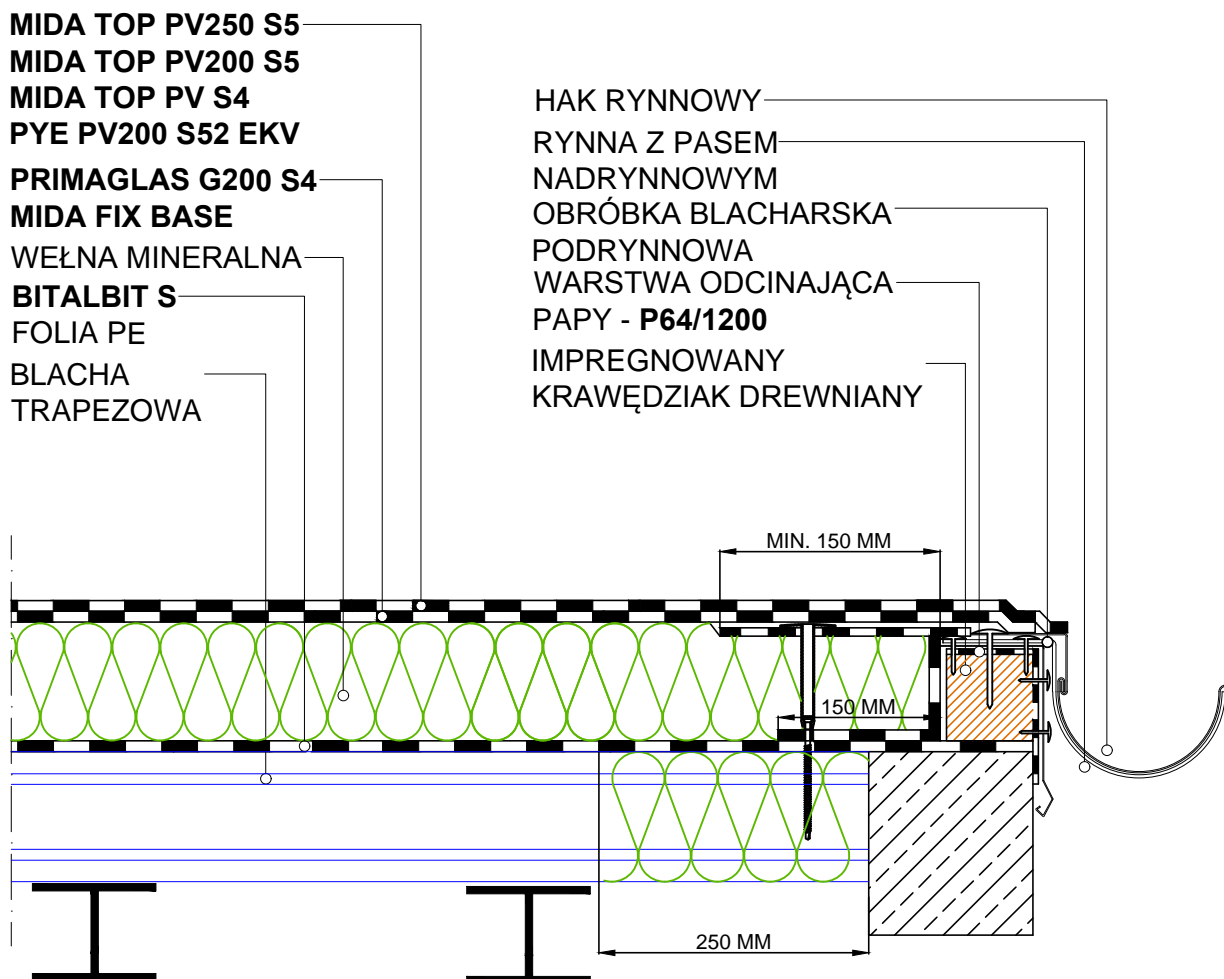 MIDA TOP PV250 S5
MIDA TOP PV200 S5
MIDA TOP PV S4
PYE PV200 S52 EKV
PRIMAGLAS G200 S4
MIDA FIX BASE
WEŁNA MINERALNA
BITALBIT S
FOLIA PE
BLACHA
TRAPEZOWA
HAK RYNNOWY
RYNNA Z PASEM
NADRYNNOWYM
OBRÓBKA BLACHARSKA
PODRYNNOWA
WARSTWA ODCINAJĄCA
PAPY - P64/1200
IMPREGNOWANY
KRAWĘDZIAK DREWNIANY
MIN. 150 MM
150 MM
250 MM